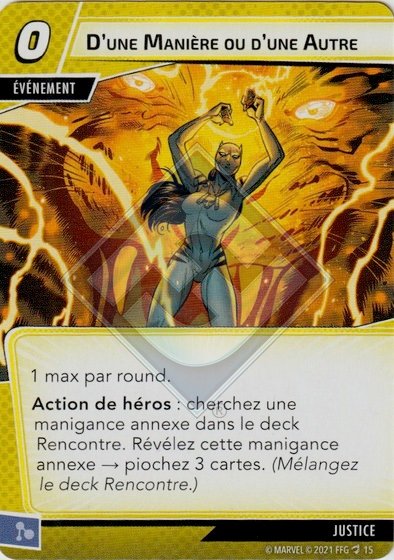 0
D'UNE MANIÈRE OU D'UNE AUTRE
ÉVÉNEMENT
1 max par round.
Action de héros : cherchez une
manigance annexe dans le deck
Rencontre. Révélez cette manigance
annexe → piochez 3 cartes. (Mélangez
le deck Rencontre.)
JUSTICE
© MARVEL © 2021 FFG 15